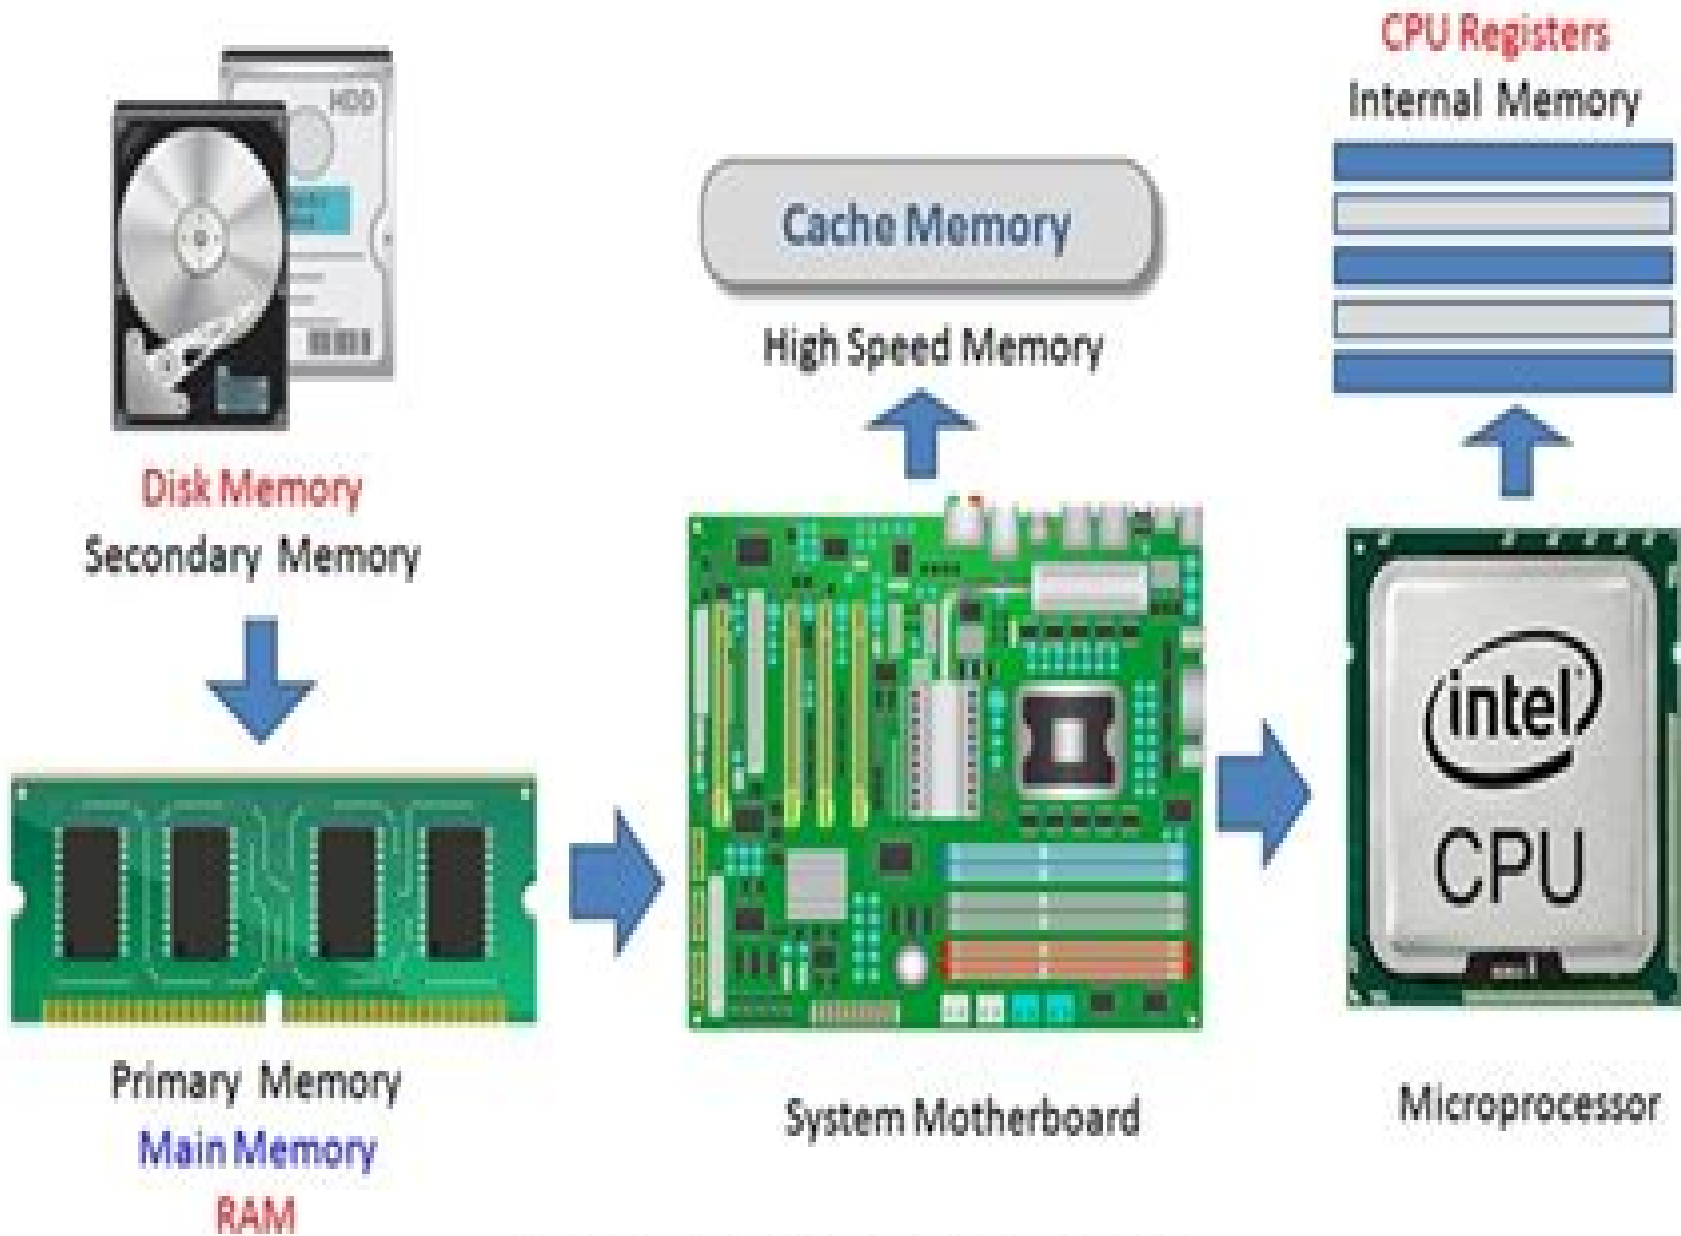 HDD
Disk Memory
Secondary Memory
Cache Memory
High Speed Memory
CPU Registers
Internal Memory
intel
CPU
Primary Memory
Main Memory
RAM
System Motherboard
Microprocessor